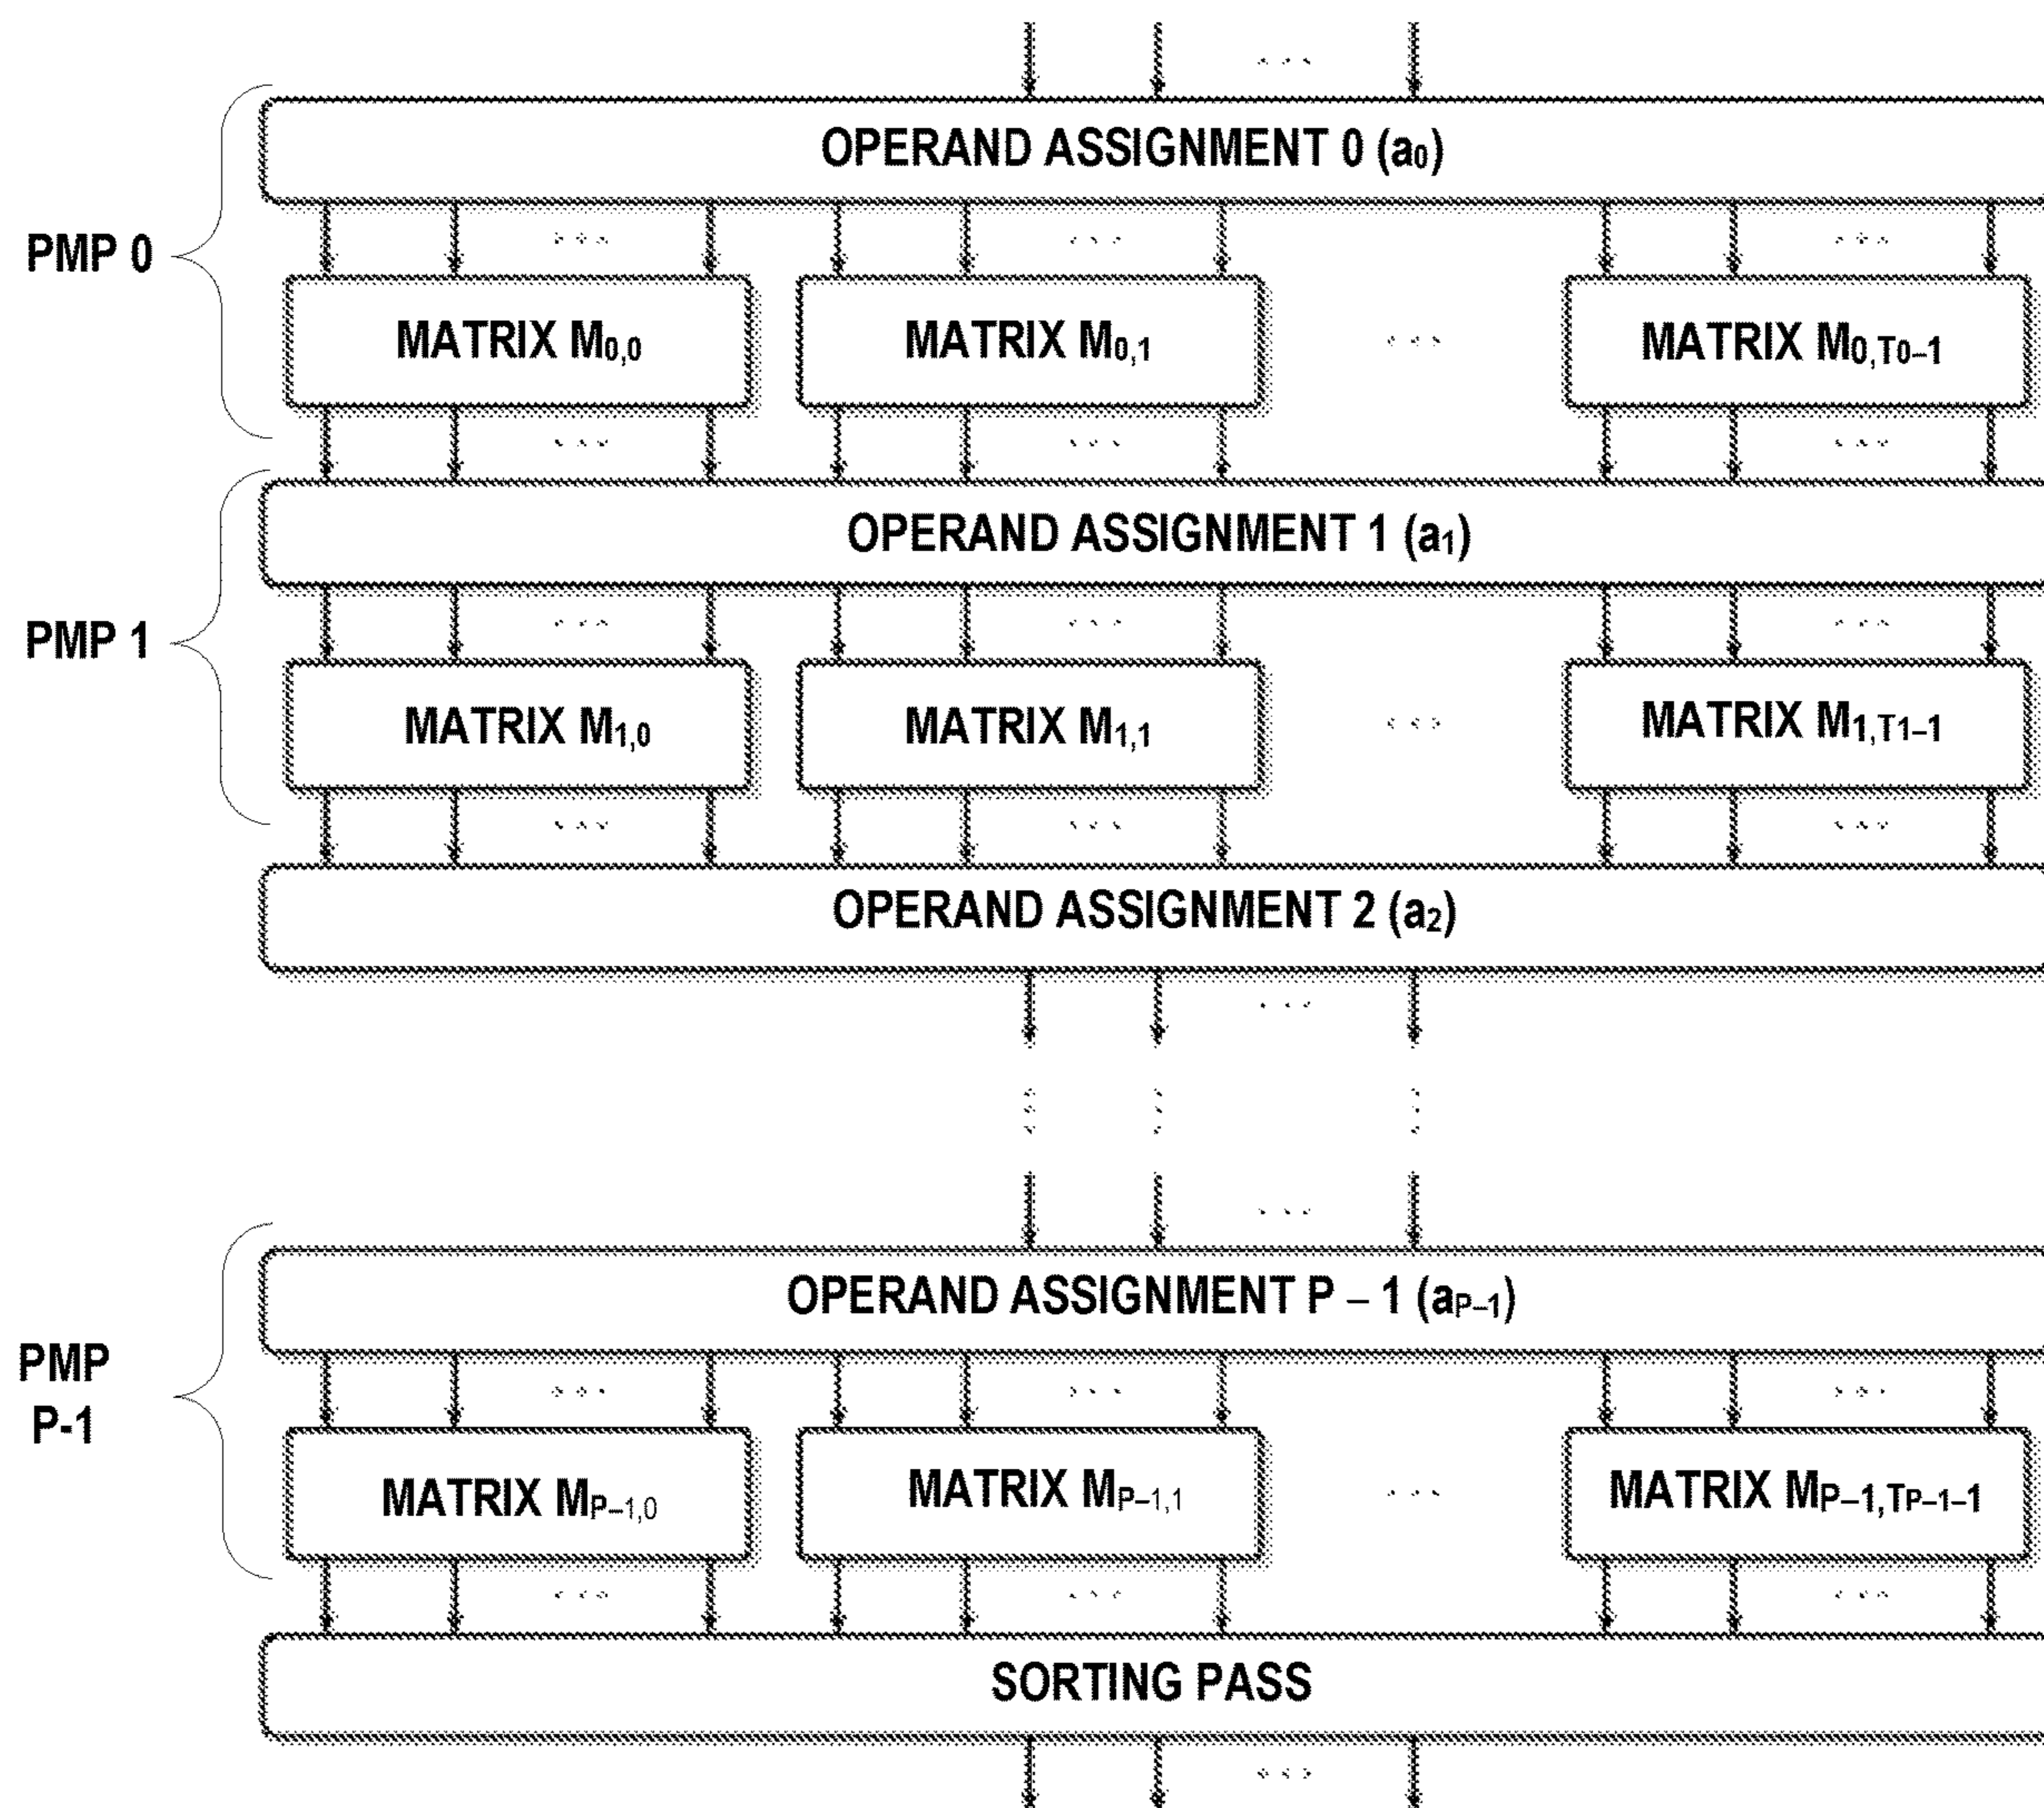 OPERAND ASSIGNMENT 0 (a₀)
PMP 0
MATRIX M₀,₀
MATRIX M₀,₁
MATRIX M₀,T₀₋₁
OPERAND ASSIGNMENT 1 (a₁)
PMP 1
MATRIX M₁,₀
MATRIX M₁,₁
MATRIX M₁,T₁₋₁
OPERAND ASSIGNMENT 2 (a₂)
OPERAND ASSIGNMENT P – 1 (aP–1)
PMP
P-1
MATRIX MP–1,0
MATRIX MP–1,1
MATRIX MP–1,TP–1–1
SORTING PASS